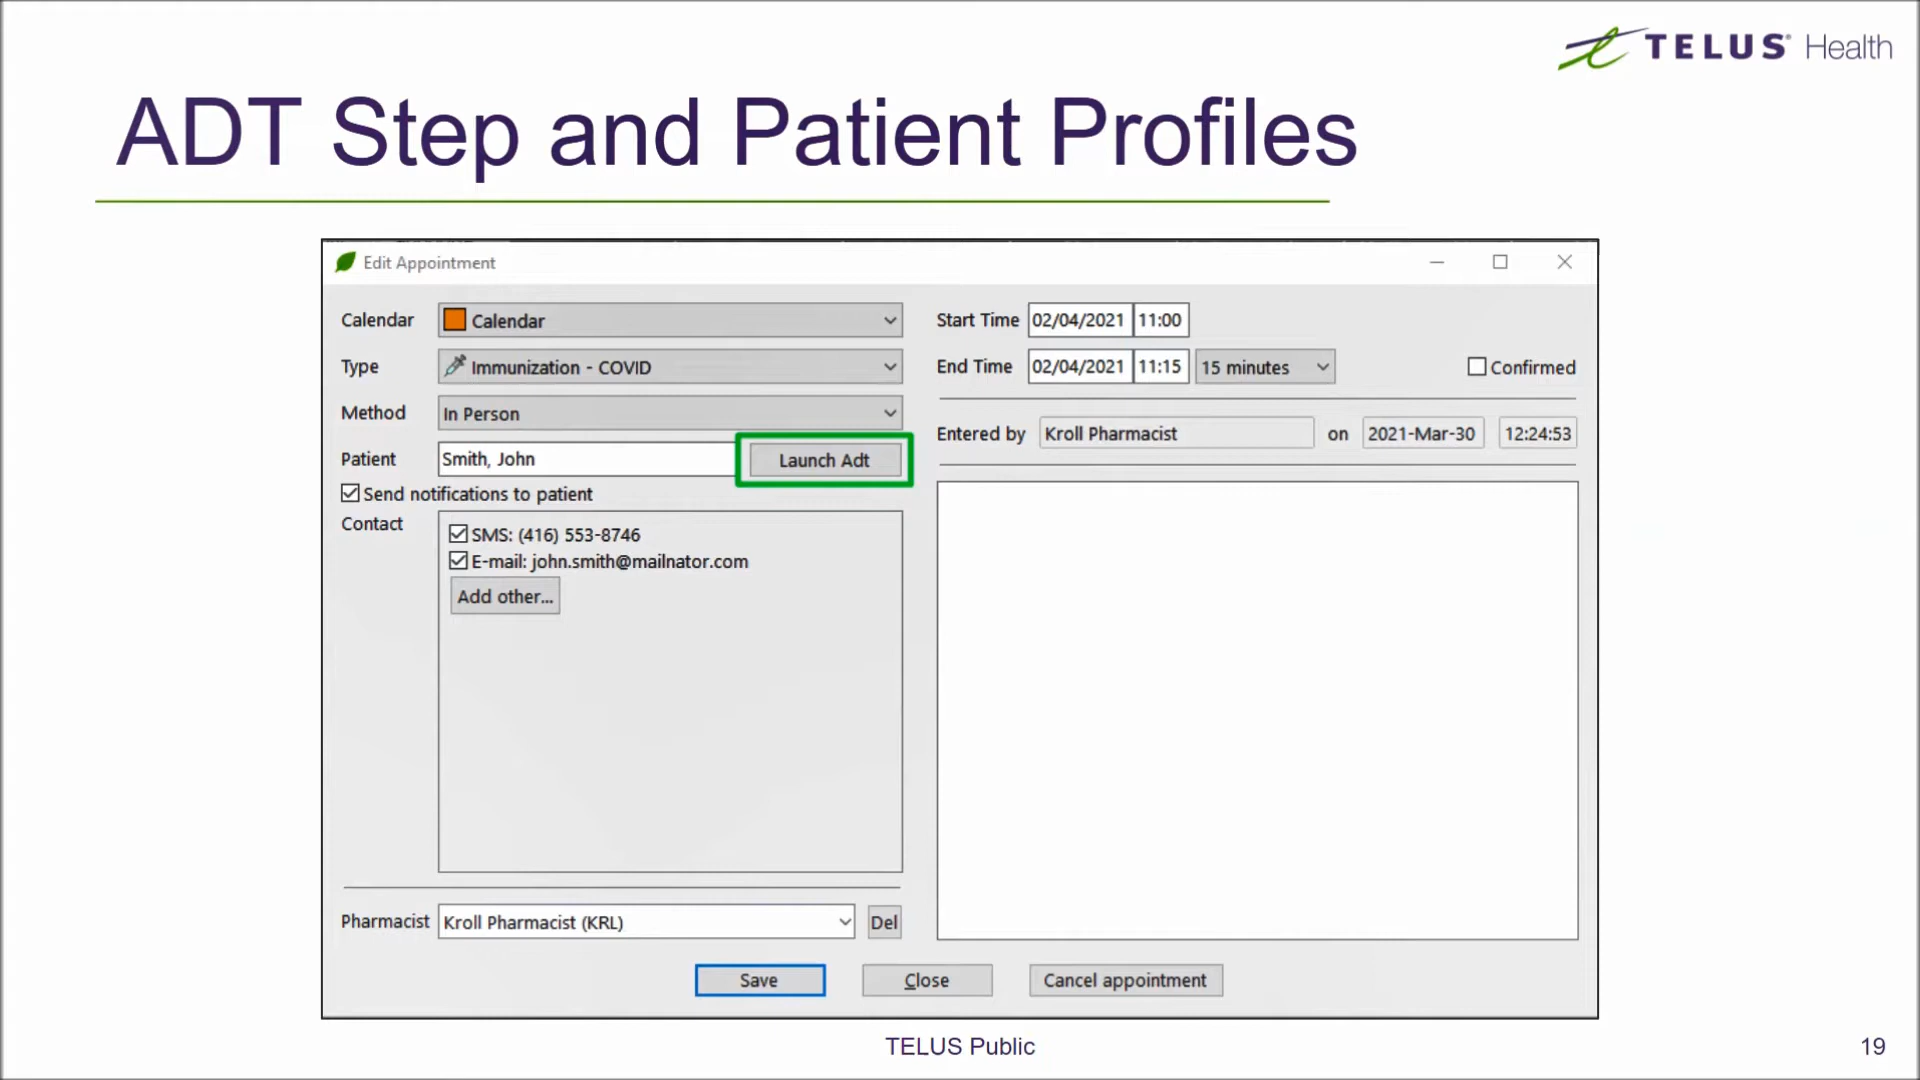 TELUS® Health
ADT Step and Patient Profiles
Edit Appointment
Calendar Calendar
Type Immunization - COVID
Method In Person
Patient Smith, John Launch Adt
Send notifications to patient
Contact
SMS: (416) 553-8746
E-mail: john.smith@mailnator.com
Add other...
Pharmacist Kroll Pharmacist (KRL) Del
Start Time 02/04/2021 11:00
End Time 02/04/2021 11:15 15 minutes Confirmed
Entered by Kroll Pharmacist on 2021-Mar-30 12:24:53
Save Close Cancel appointment
TELUS Public
19